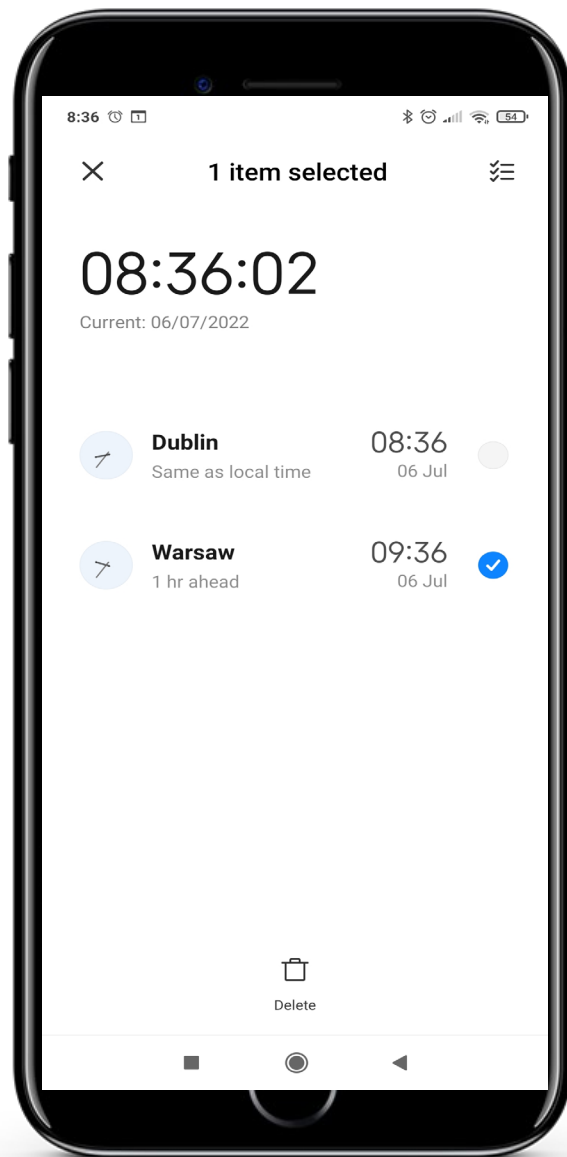 8:36 54
1 item selected
08:36:02
Current: 06/07/2022
Dublin 08:36
Same as local time 06 Jul
Warsaw 09:36
1 hr ahead 06 Jul
Delete